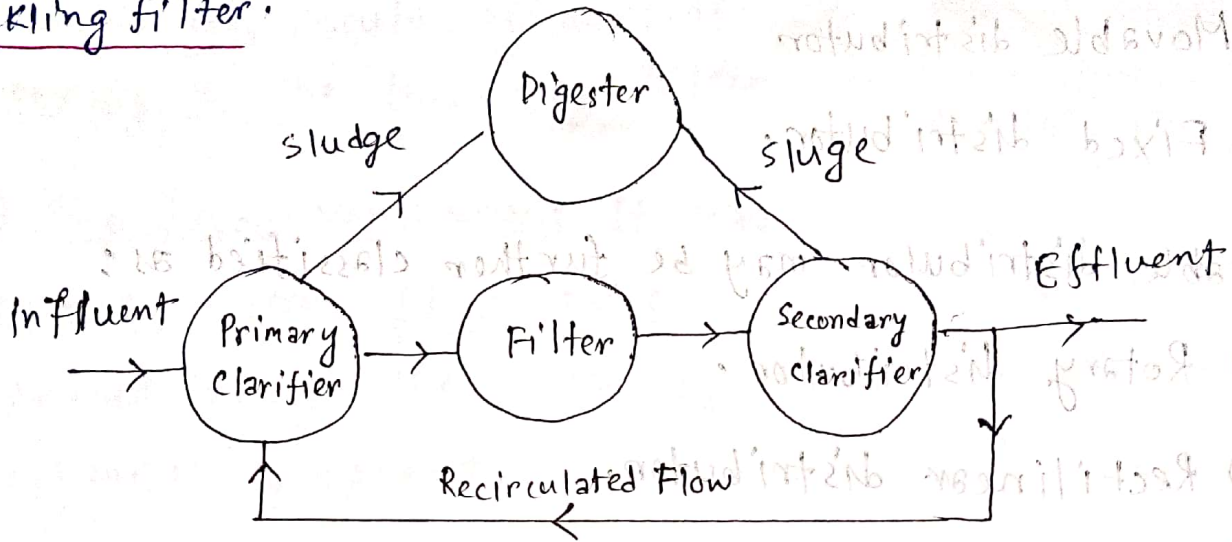 kling filter.
Digester
sludge
sluge
Influent
Primary
Clarifier
Filter
Secondary
Clarifier
Effluent
Recirculated Flow